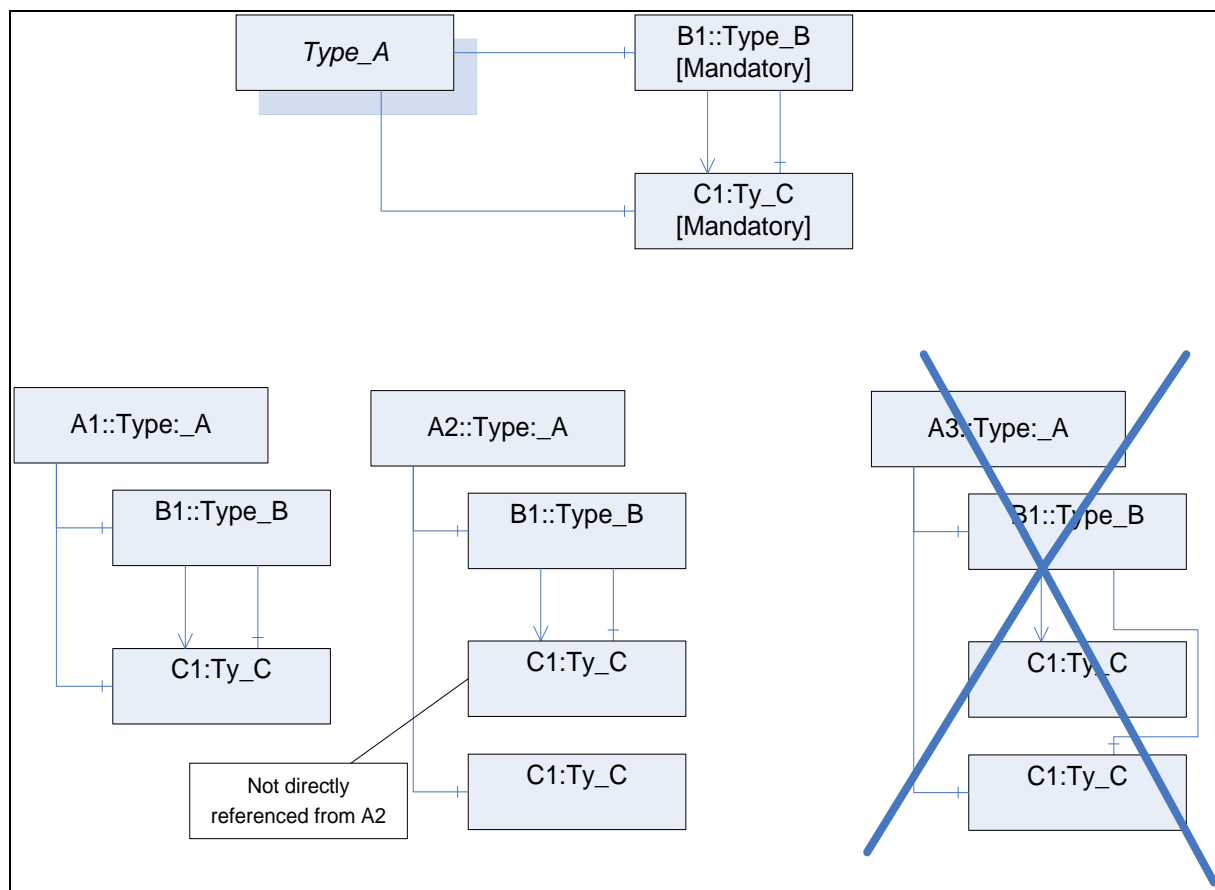 Type_A
B1::Type_B
[Mandatory]
C1:Ty_C
[Mandatory]
A1::Type:_A
B1::Type_B
C1:Ty_C
A2::Type:_A
B1::Type_B
C1:Ty_C
Not directly
referenced from A2
C1:Ty_C
A3::Type:_A
B1::Type_B
C1:Ty_C
C1:Ty_C